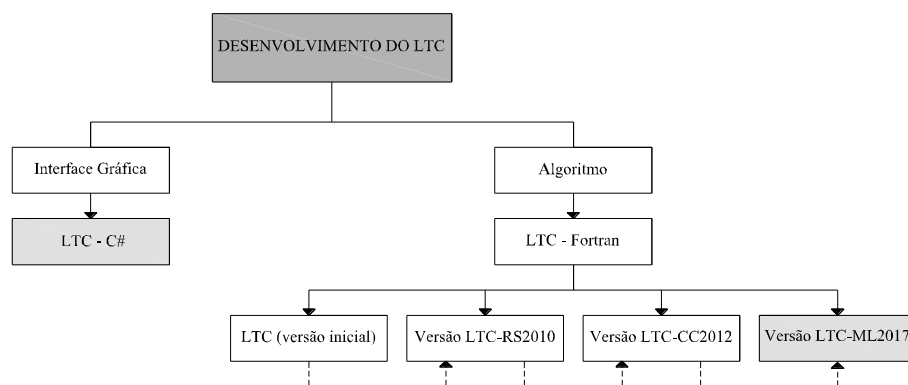 DESENVOLVIMENTO DO LTC
Interface Gráfica
Algoritmo
LTC - C#
LTC - Fortran
LTC (versão inicial)
Versão LTC-RS2010
Versão LTC-CC2012
Versão LTC-ML2017